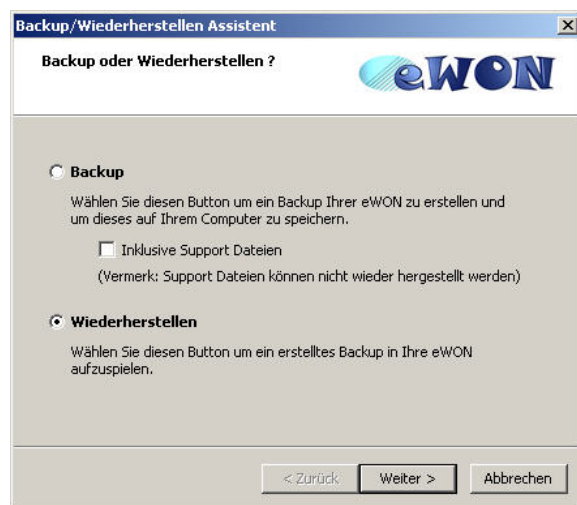 Backup/Wiederherstellen Assistent
Backup oder Wiederherstellen ?
eWON
Backup
Wählen Sie diesen Button um ein Backup Ihrer eWON zu erstellen und
um dieses auf Ihrem Computer zu speichern.
Inklusive Support Dateien
(Vermerk: Support Dateien können nicht wieder hergestellt werden)
Wiederherstellen
Wählen Sie diesen Button um ein erstelltes Backup in Ihre eWON
aufzuspielen.
< Zurück Weiter > Abbrechen